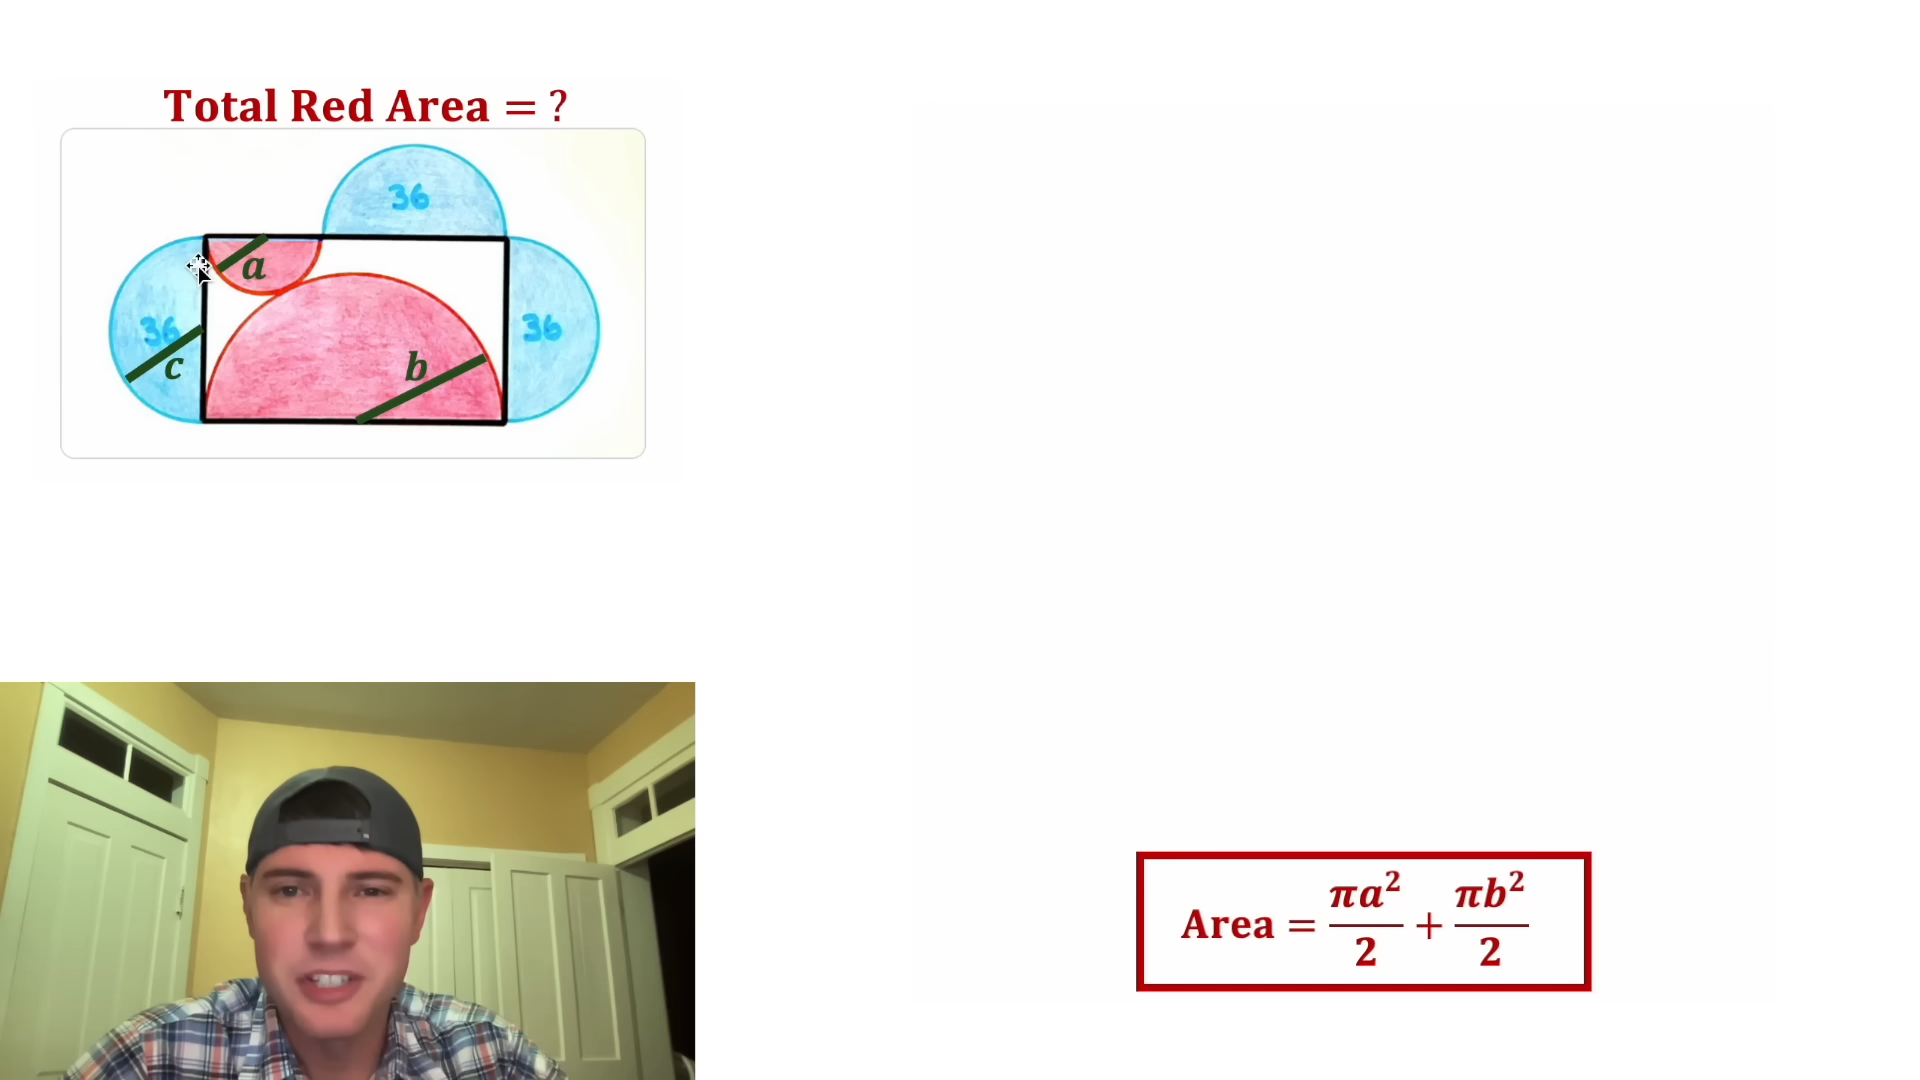 Total Red Area = ?
36
a
36
36
c
b
Area = πa²/2 + πb²/2